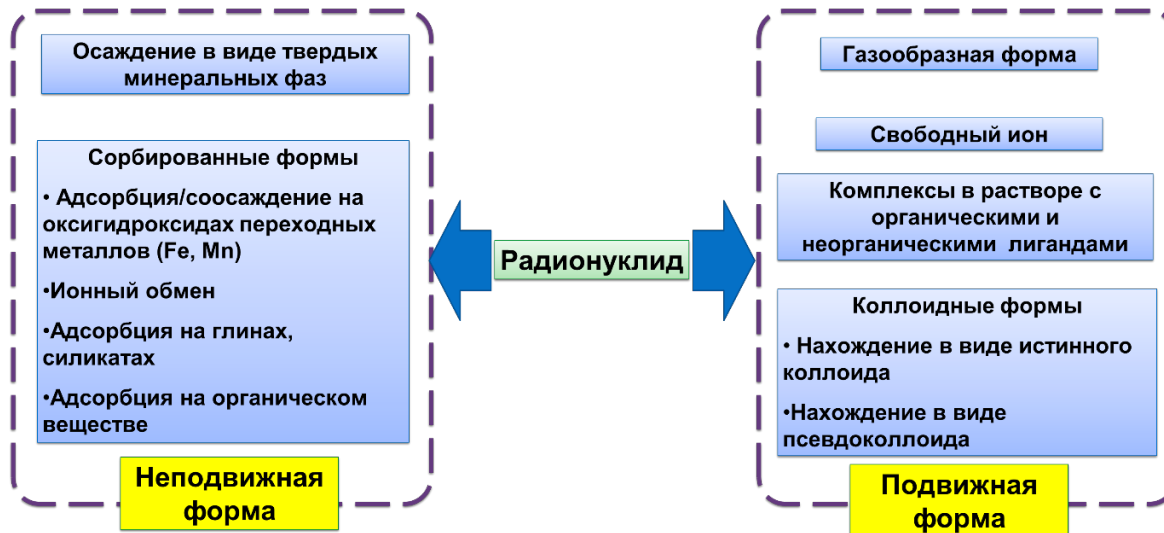 Осаждение в виде твердых
минеральных фаз
Сорбированные формы
• Адсорбция/соосаждение на
оксигидроксидах переходных
металлов (Fe, Mn)
•Ионный обмен
•Адсорбция на глинах,
силикатах
•Адсорбция на органическом
веществе
Неподвижная
форма
Радионуклид
Газообразная форма
Свободный ион
Комплексы в растворе с
органическими и
неорганическими лигандами
Коллоидные формы
• Нахождение в виде истинного
коллоида
•Нахождение в виде
псевдоколлоида
Подвижная
форма